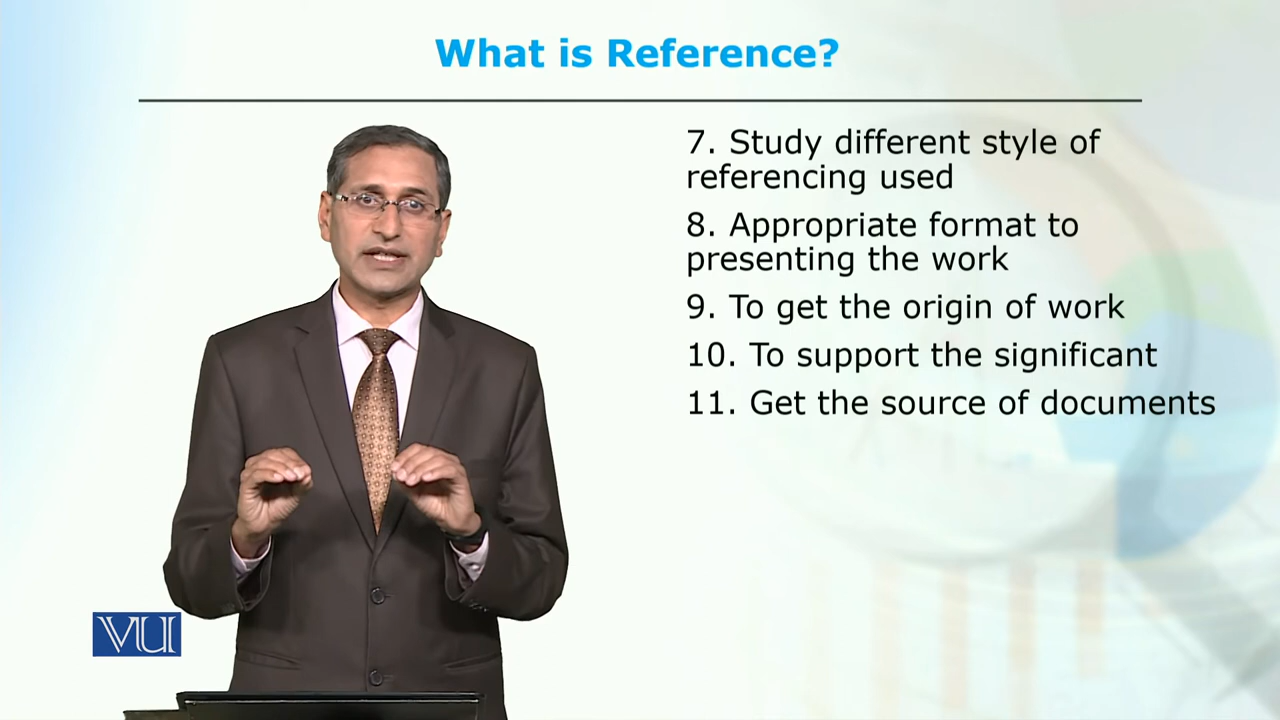 What is Reference?
7. Study different style of
referencing used
8. Appropriate format to
presenting the work
9. To get the origin of work
10. To support the significant
11. Get the source of documents
VU